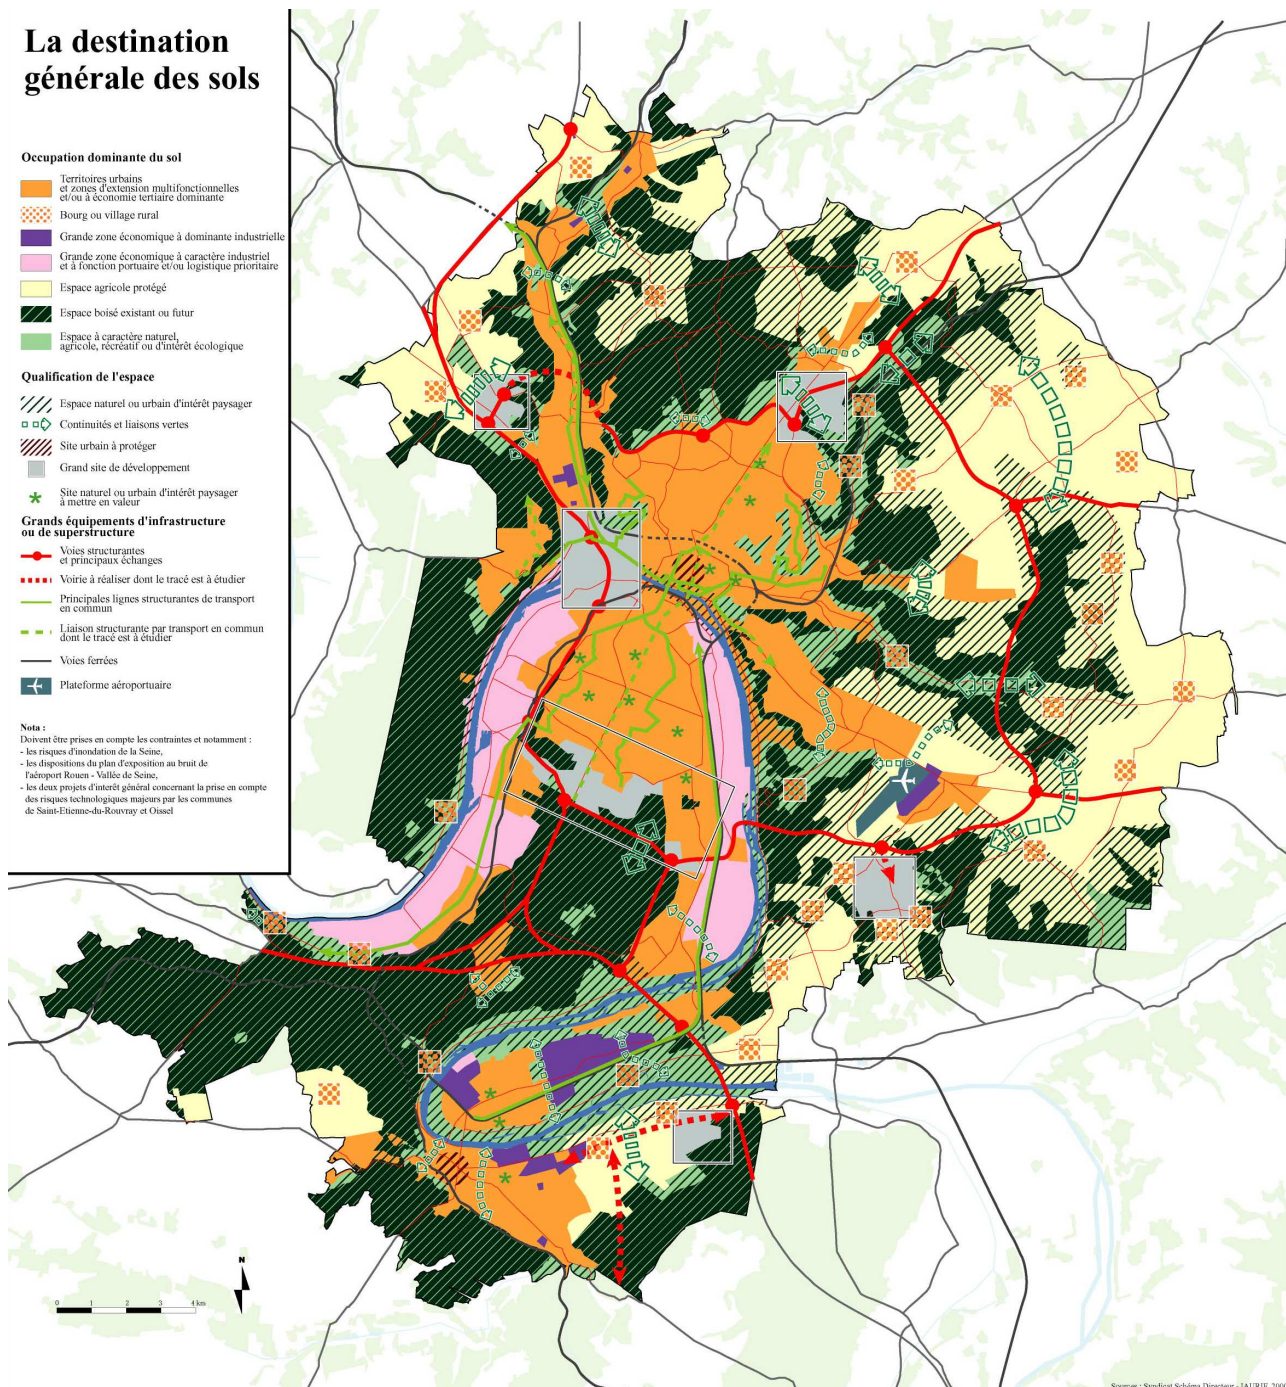 La destination
générale des sols
Occupation dominante du sol
Territoires urbains
et zones d'extension multifonctionnelles
et/ou à économie tertiaire dominante
Bourg ou village rural
Grande zone économique à dominante industrielle
Grande zone économique à caractère industriel
et à fonction portuaire et/ou logistique prioritaire
Espace agricole protégé
Espace boisé existant ou futur
Espace à caractère naturel,
agricole, récréatif ou d'intérêt écologique
Qualification de l'espace
Espace naturel ou urbain d'intérêt paysager
Continuités et liaisons vertes
Site urbain à protéger
Grand site de développement
Site naturel ou urbain d'intérêt paysager
à mettre en valeur
Grands équipements d'infrastructure
ou de superstructure
Voies structurantes
et principaux échanges
Voirie à réaliser dont le tracé est à étudier
Principales lignes structurantes de transport
en commun
Liaison structurante par transport en commun
dont le tracé est à étudier
Voies ferrées
Plateforme aéroportuaire
Nota :
Doivent être prises en compte les contraintes et notamment :
- les risques d'inondation de la Seine,
- les dispositions du plan d'exposition au bruit de
l'aéroport Rouen - Vallée de Seine,
- les deux projets d'interêt général concernant la prise en compte
des risques technologiques majeurs par les communes
de Saint-Etienne-du-Rouvray et Oissel
N
0 1 2 3 4 km
Sources : Syndicat Schéma Directeur - IAURIF